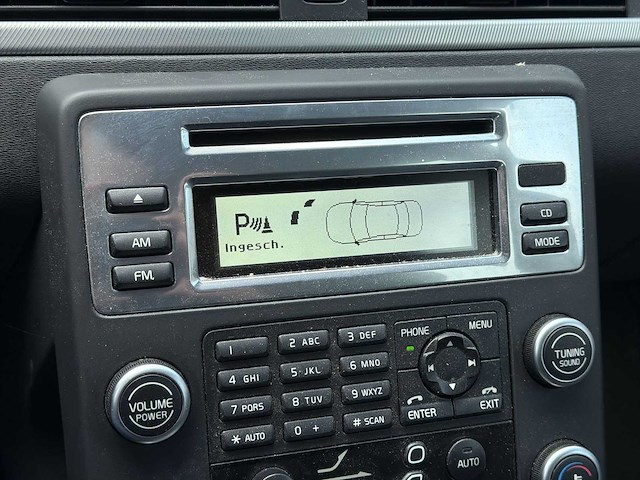 P
Ingesch.
AM
FM
CD
MODE
1
2 ABC
3 DEF
4 GHI
5 JKL
6 MNO
7 PQRS
8 TUV
9 WXYZ
* AUTO
0 +
# SCAN
PHONE
MENU
ENTER
EXIT
VOLUME
POWER
TUNING
SOUND
AUTO